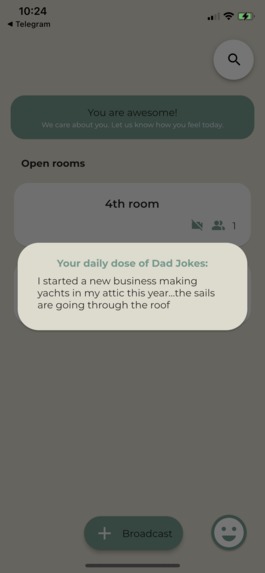 10:24
◀ Telegram
You are awesome!
We care about you. Let us know how you feel today.
Open rooms
4th room
1
Your daily dose of Dad Jokes:
I started a new business making
yachts in my attic this year...the sails
are going through the roof
Broadcast